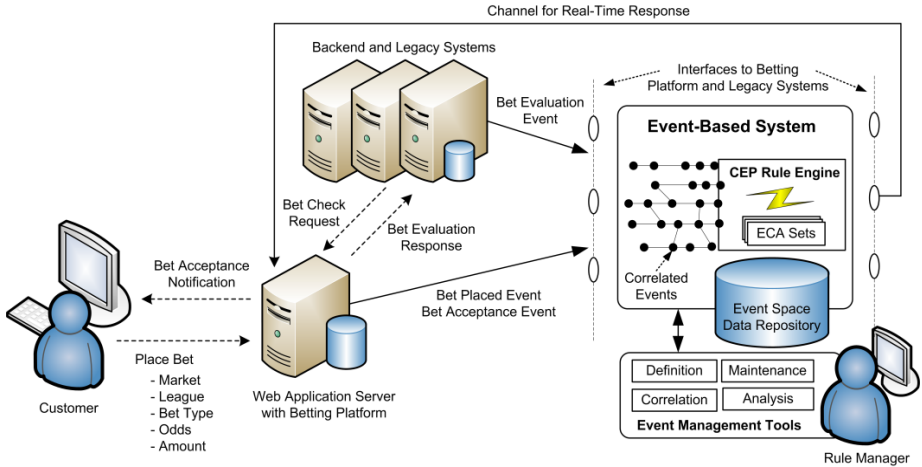 Channel for Real-Time Response
Backend and Legacy Systems
Interfaces to Betting
Platform and Legacy Systems
Bet Evaluation
Event
Event-Based System
CEP Rule Engine
ECA Sets
Bet Check
Request
Bet Evaluation
Response
Correlated
Events
Bet Acceptance
Notification
Bet Placed Event
Bet Acceptance Event
Event Space
Data Repository
Place Bet
- Market
- League
- Bet Type
- Odds
- Amount
Customer
Web Application Server
with Betting Platform
Definition
Maintenance
Correlation
Analysis
Event Management Tools
Rule Manager